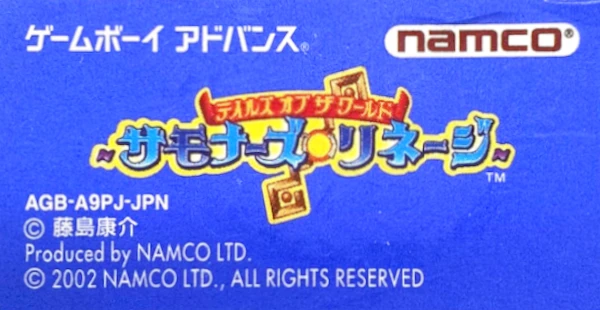 ゲームボーイ アドバンス®
namco®
テイルズ オブ ザ ワールド
~サモナーズ・リネージ~
™
AGB-A9PJ-JPN
© 藤島康介
Produced by NAMCO LTD.
© 2002 NAMCO LTD., ALL RIGHTS RESERVED